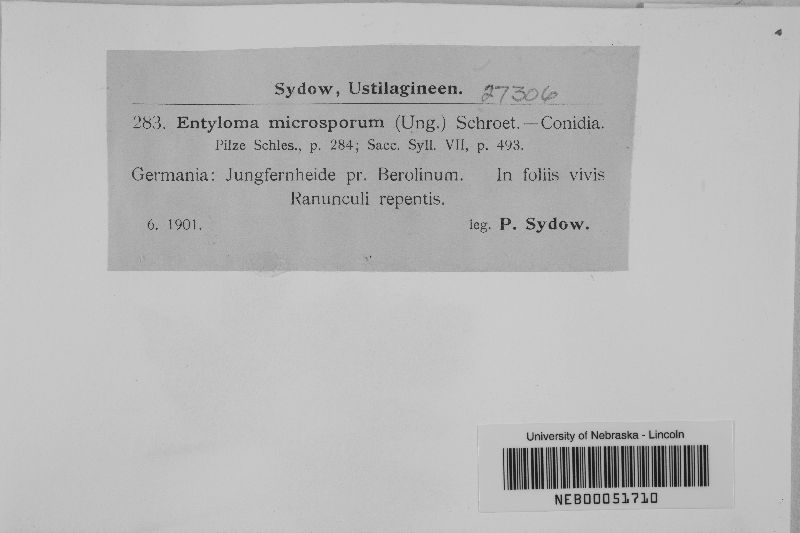 Sydow, Ustilagineen. 27306
283. Entyloma microsporum (Ung.) Schroet.—Conidia.
Pilze Schles., p. 284; Sacc. Syll. VII, p. 493.
Germania: Jungfernheide pr. Berolinum. In foliis vivis
Ranunculi repentis.
6. 1901. leg. P. Sydow.
University of Nebraska - Lincoln
NEB00051710